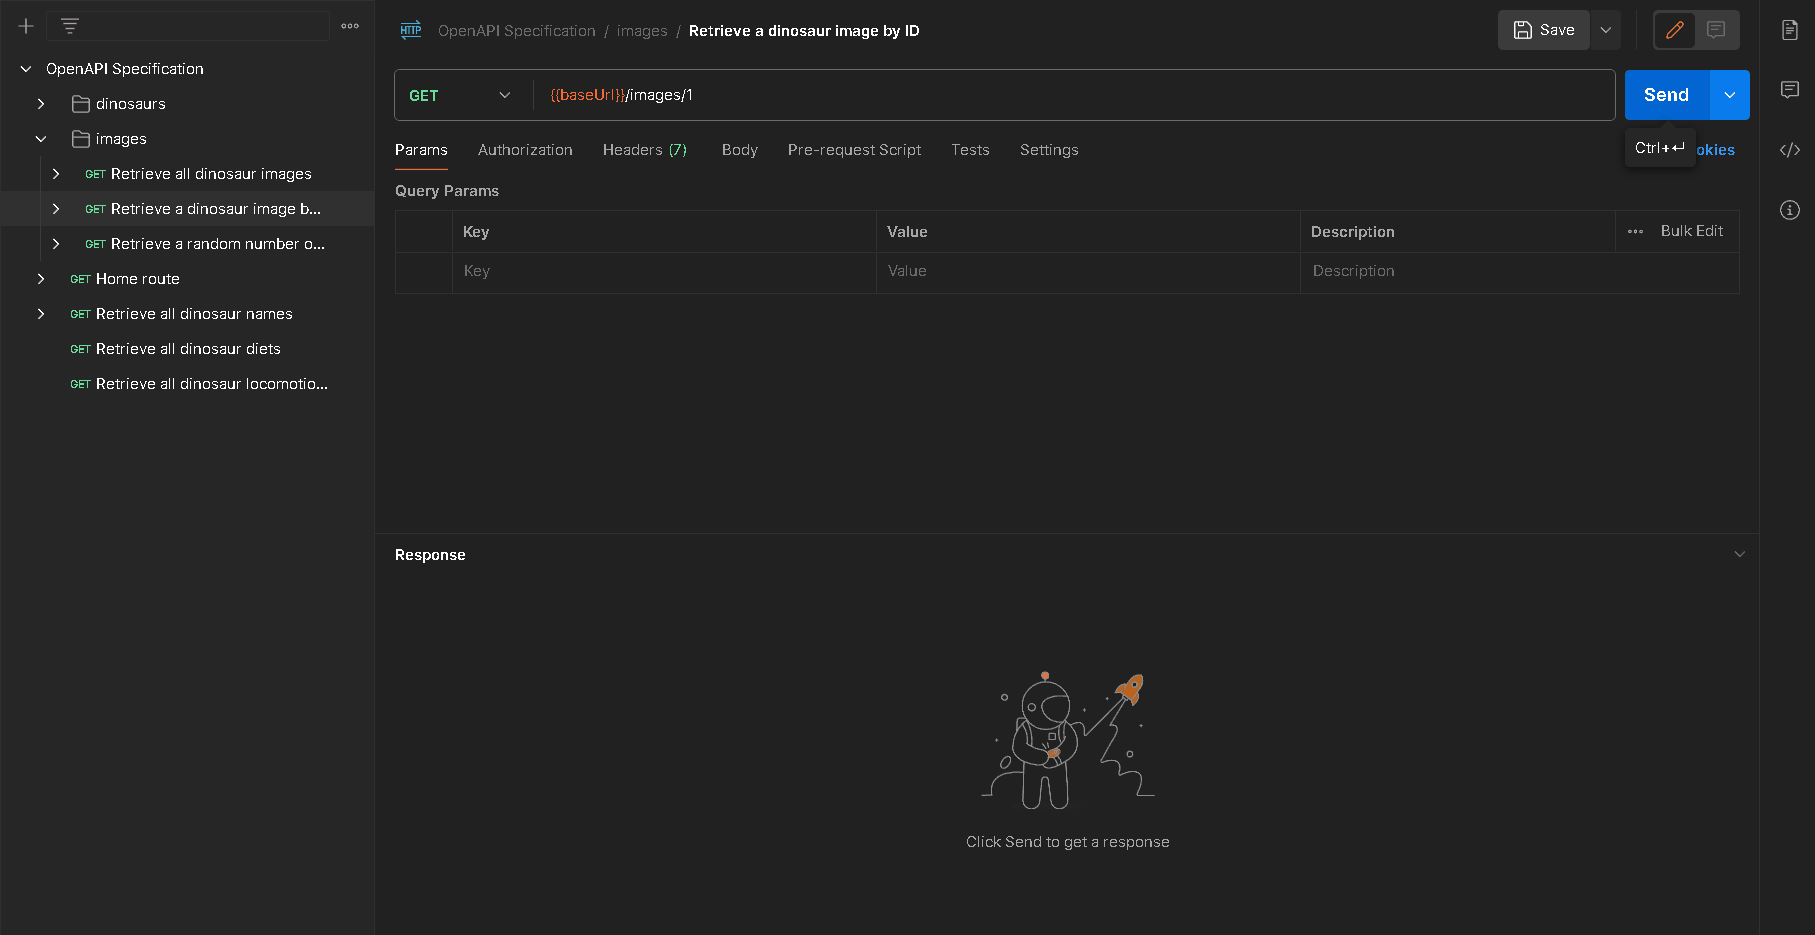 OpenAPI Specification
dinosaurs
images
GET Retrieve all dinosaur images
GET Retrieve a dinosaur image b...
GET Retrieve a random number o...
GET Home route
GET Retrieve all dinosaur names
GET Retrieve all dinosaur diets
GET Retrieve all dinosaur locomotio...
HTTP OpenAPI Specification / images / Retrieve a dinosaur image by ID
Save
GET {{baseUrl}}/images/1
Send
Ctrl+↵
Params Authorization Headers (7) Body Pre-request Script Tests Settings okies
Query Params
Key Value Description Bulk Edit
Key Value Description
Response
Click Send to get a response